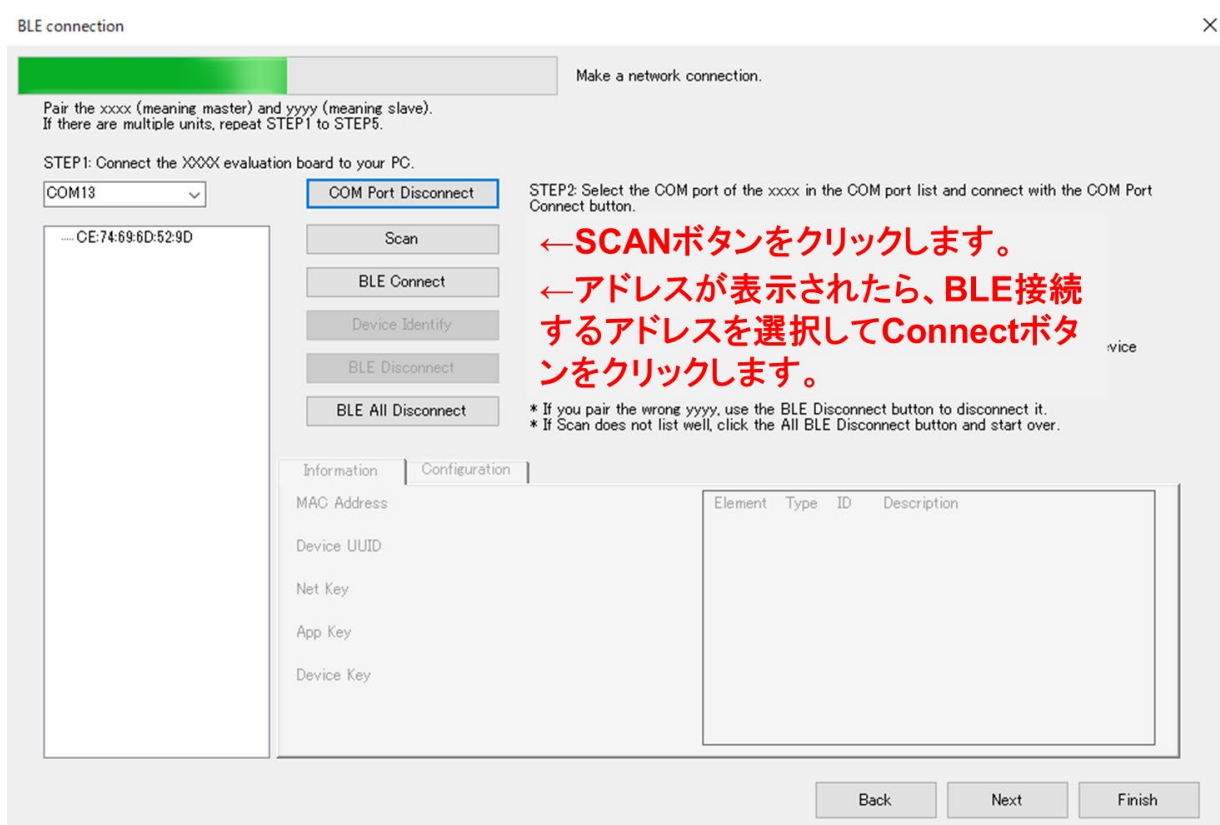 BLE connection
Make a network connection.
Pair the xxxx (meaning master) and yyyy (meaning slave).
If there are multiple units, repeat STEP1 to STEP5.
STEP1: Connect the XXXX evaluation board to your PC.
COM13
COM Port Disconnect
STEP2: Select the COM port of the xxxx in the COM port list and connect with the COM Port
Connect button.
CE:74:69:6D:52:9D
Scan
←SCANボタンをクリックします。
BLE Connect
←アドレスが表示されたら、BLE接続
するアドレスを選択してConnectボタ
ンをクリックします。
Device Identify
BLE Disconnect
BLE All Disconnect
* If you pair the wrong yyyy, use the BLE Disconnect button to disconnect it.
* If Scan does not list well, click the All BLE Disconnect button and start over.
Information
Configuration
MAC Address
Device UUID
Net Key
App Key
Device Key
Element Type ID Description
Back
Next
Finish